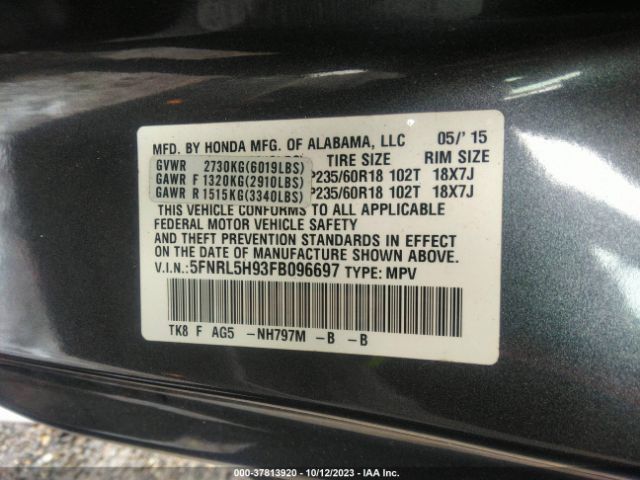 MFD. BY HONDA MFG. OF ALABAMA, LLC 05/'15
GVWR 2730KG(6019LBS) TIRE SIZE RIM SIZE
GAWR F 1320KG(2910LBS) P235/60R18 102T 18X7J
GAWR R 1515KG(3340LBS) P235/60R18 102T 18X7J
THIS VEHICLE CONFORMS TO ALL APPLICABLE
FEDERAL MOTOR VEHICLE SAFETY
AND THEFT PREVENTION STANDARDS IN EFFECT
ON THE DATE OF MANUFACTURE SHOWN ABOVE.
V.I.N.: 5FNRL5H93FB096697 TYPE: MPV
TK8 F AG5 -NH797M -B -B
000-37813920 - 10/12/2023 - IAA Inc.